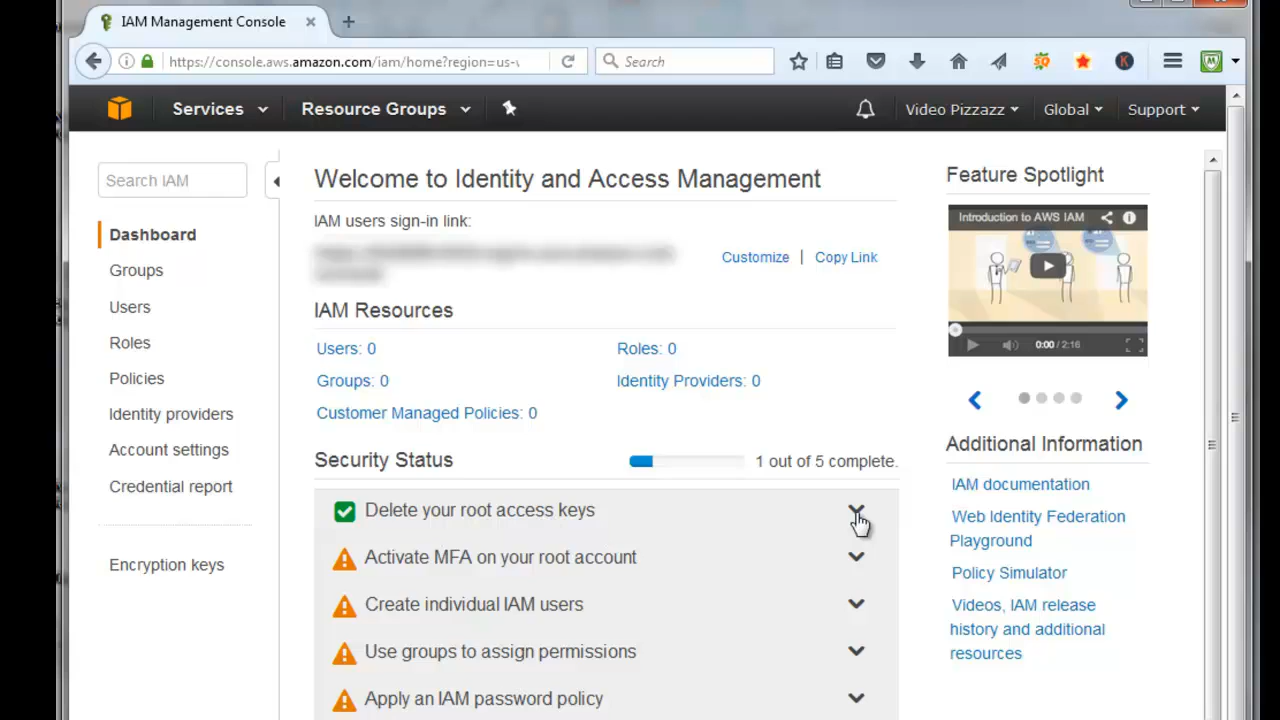 IAM Management Console
https://console.aws.amazon.com/iam/home?region=us-
Search
Services
Resource Groups
Video Pizzazz
Global
Support
Search IAM
Dashboard
Groups
Users
Roles
Policies
Identity providers
Account settings
Credential report
Encryption keys
Welcome to Identity and Access Management
IAM users sign-in link:
Customize | Copy Link
IAM Resources
Users: 0
Roles: 0
Groups: 0
Identity Providers: 0
Customer Managed Policies: 0
Security Status
1 out of 5 complete.
Delete your root access keys
Activate MFA on your root account
Create individual IAM users
Use groups to assign permissions
Apply an IAM password policy
Feature Spotlight
Introduction to AWS IAM
0:00 / 2:16
Additional Information
IAM documentation
Web Identity Federation
Playground
Policy Simulator
Videos, IAM release
history and additional
resources